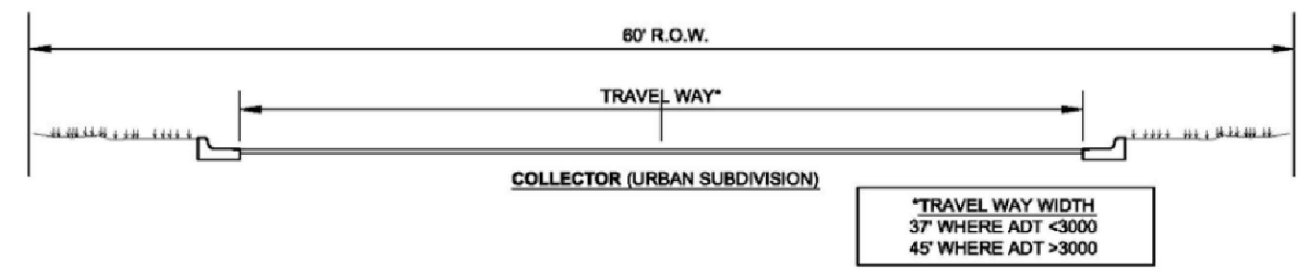 60' R.O.W.
TRAVEL WAY*
COLLECTOR (URBAN SUBDIVISION)
*TRAVEL WAY WIDTH
37' WHERE ADT <3000
45' WHERE ADT >3000